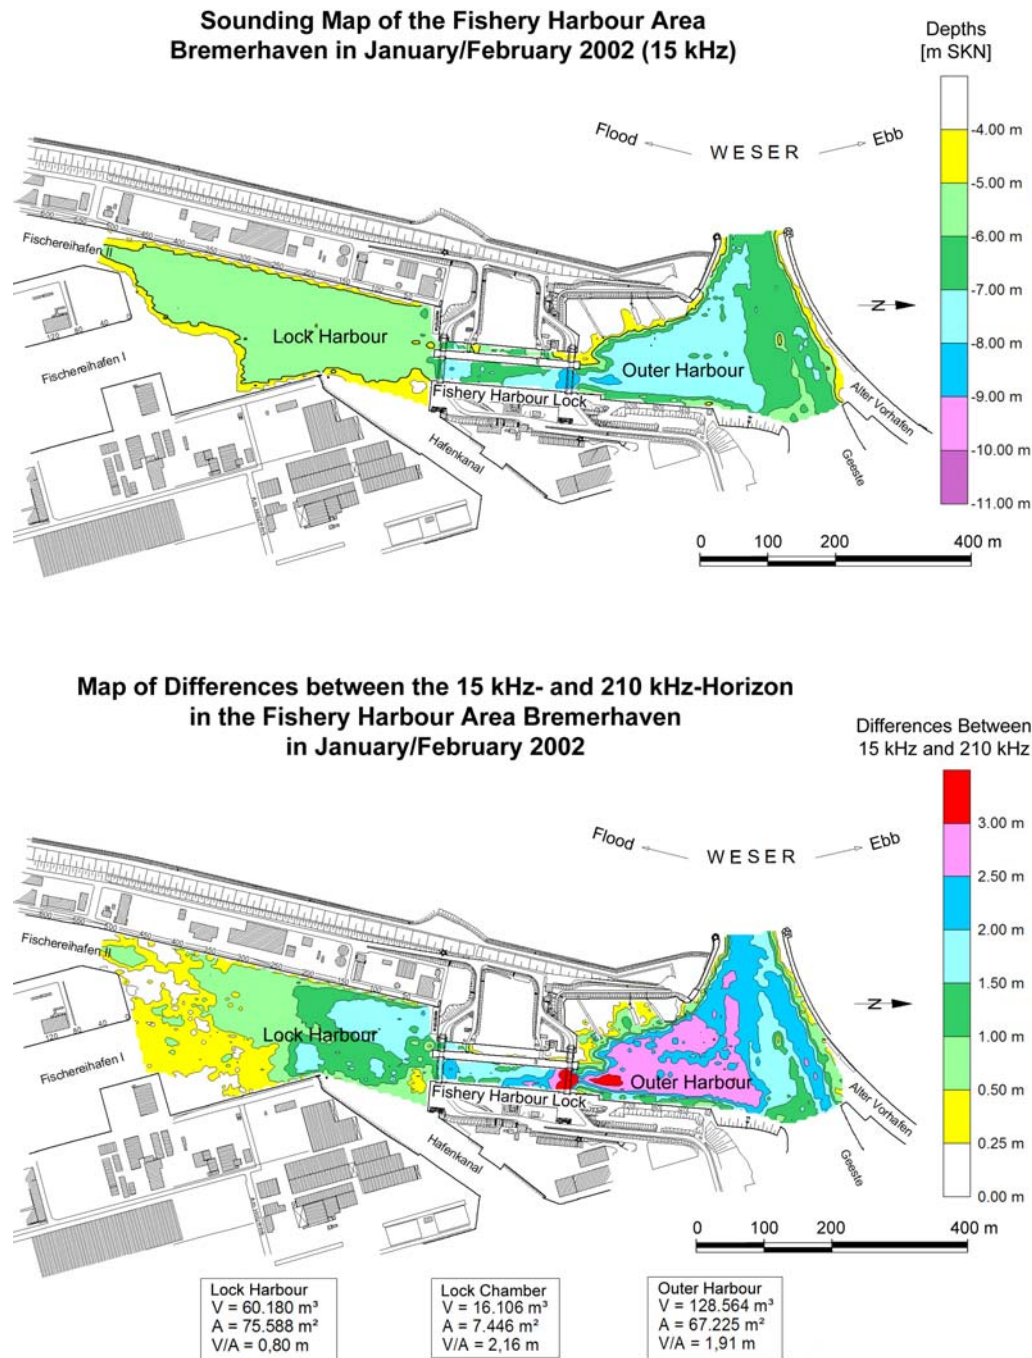 Sounding Map of the Fishery Harbour Area
Bremerhaven in January/February 2002 (15 kHz)
Depths
[m SKN]
-4.00 m
-5.00 m
-6.00 m
-7.00 m
-8.00 m
-9.00 m
-10.00 m
-11.00 m
Flood
WESER
Ebb
N
Fischereihafen II
Fischereihafen I
Lock Harbour
Outer Harbour
Fishery Harbour Lock
Hafenkanal
Alter Vorhafen
Geeste
0 100 200 400 m
Map of Differences between the 15 kHz- and 210 kHz-Horizon
in the Fishery Harbour Area Bremerhaven
in January/February 2002
Differences Between
15 kHz and 210 kHz
3.00 m
2.50 m
2.00 m
1.50 m
1.00 m
0.50 m
0.25 m
0.00 m
Flood
WESER
Ebb
N
Fischereihafen II
Fischereihafen I
Lock Harbour
Outer Harbour
Fishery Harbour Lock
Hafenkanal
Alter Vorhafen
Geeste
0 100 200 400 m
Lock Harbour
V = 60.180 m³
A = 75.588 m²
V/A = 0,80 m
Lock Chamber
V = 16.106 m³
A = 7.446 m²
V/A = 2,16 m
Outer Harbour
V = 128.564 m³
A = 67.225 m²
V/A = 1,91 m